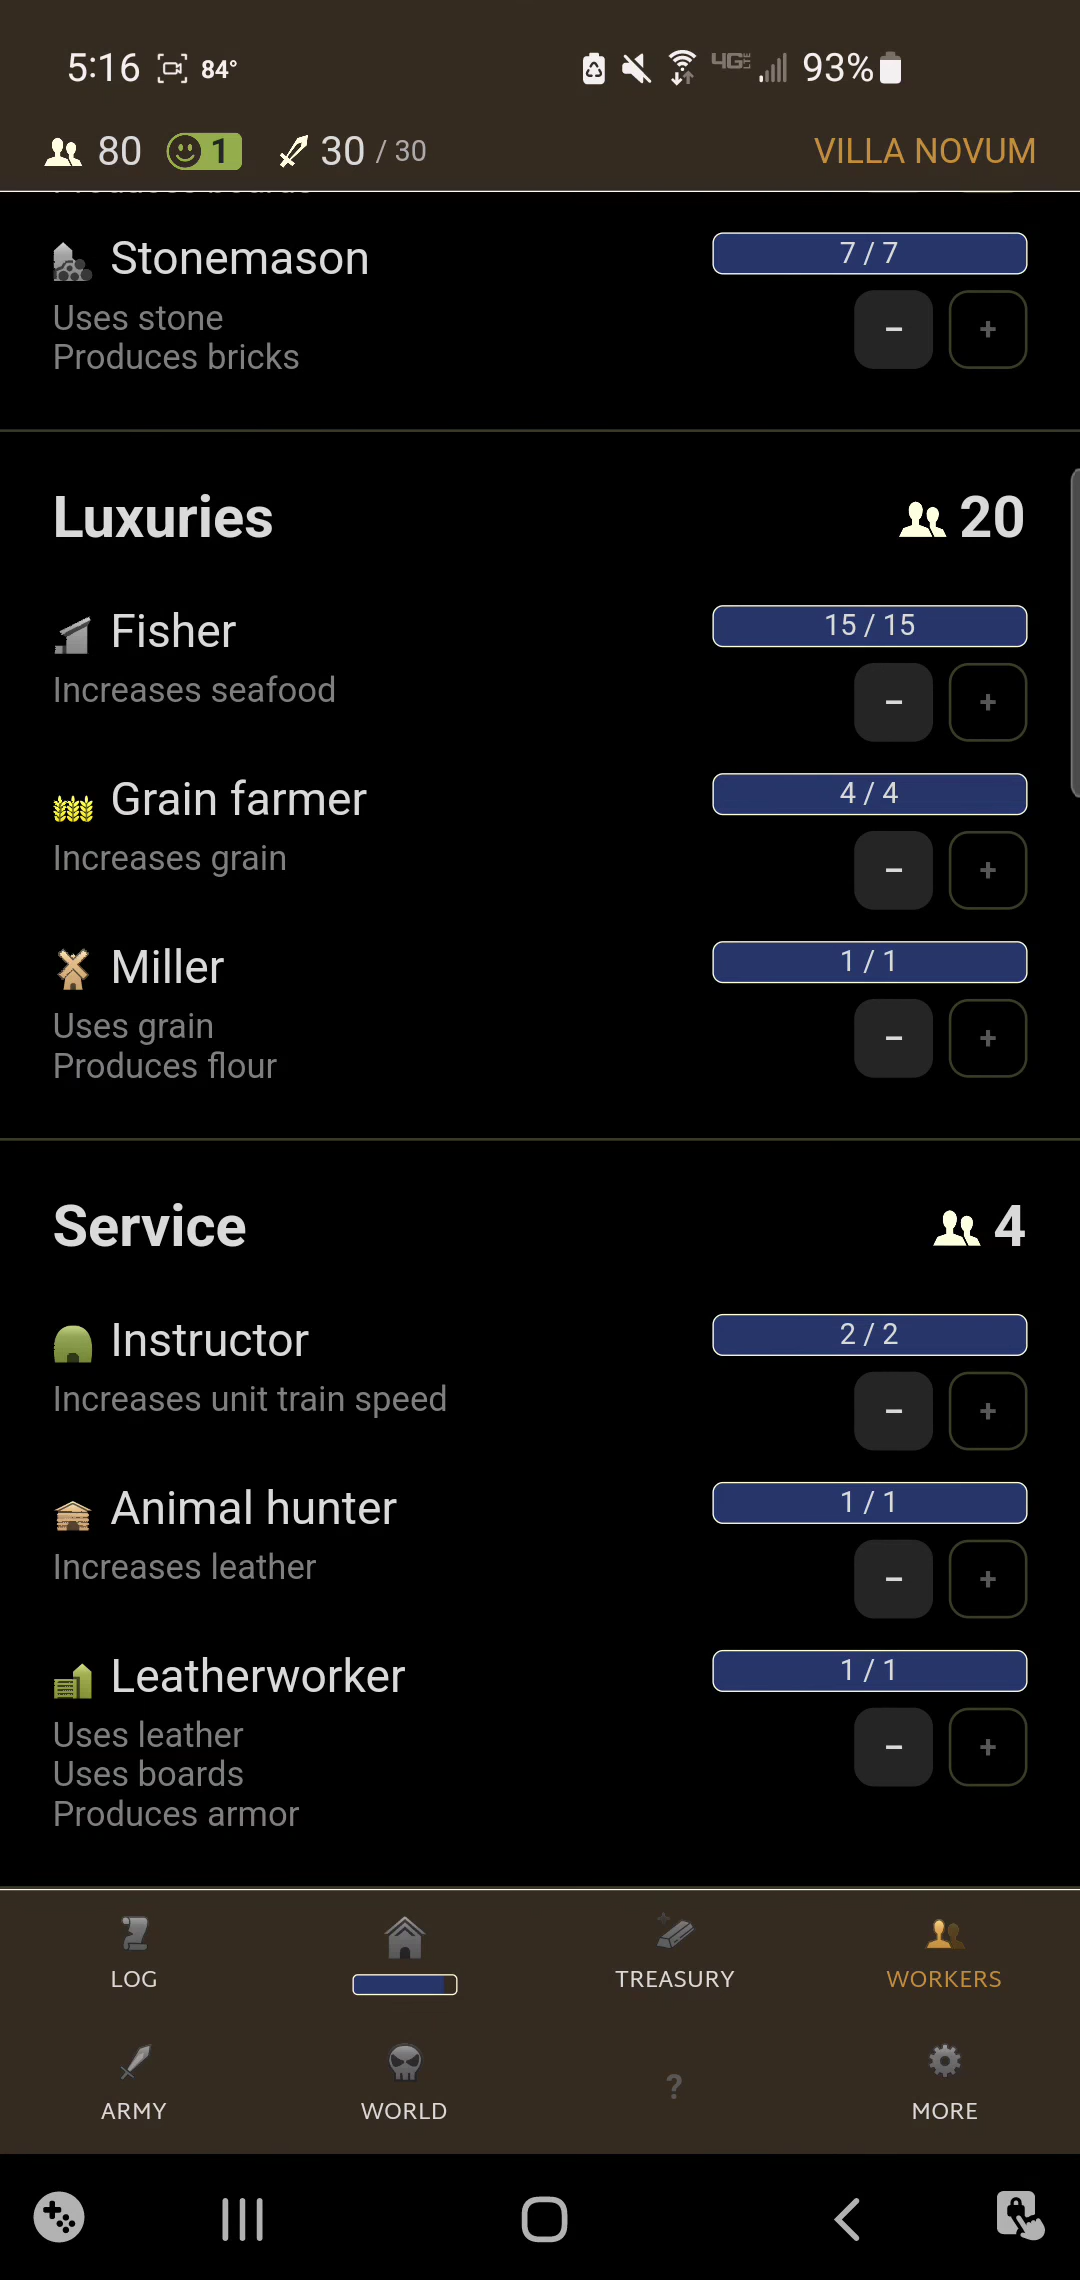 5:16 84° 4G LTE 93%
80 1 30 / 30 VILLA NOVUM
Stonemason 7 / 7
Uses stone
Produces bricks
− +
Luxuries 20
Fisher 15 / 15
Increases seafood
− +
Grain farmer 4 / 4
Increases grain
− +
Miller 1 / 1
Uses grain
Produces flour
− +
Service 4
Instructor 2 / 2
Increases unit train speed
− +
Animal hunter 1 / 1
Increases leather
− +
Leatherworker 1 / 1
Uses leather
Uses boards
Produces armor
− +
LOG TREASURY WORKERS
ARMY WORLD ? MORE